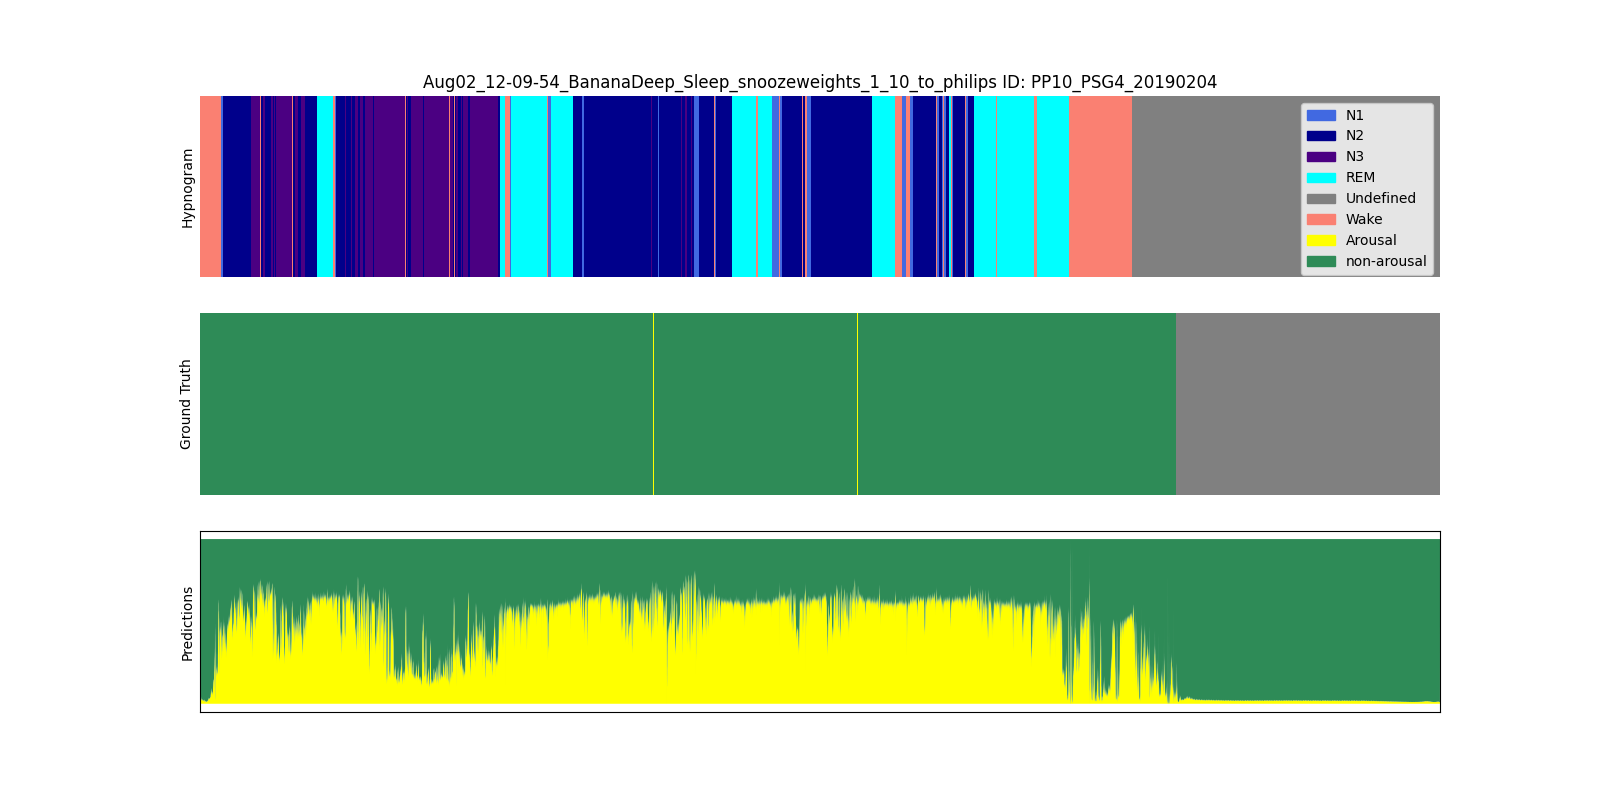 Aug02_12-09-54_BananaDeep_Sleep_snoozeweights_1_10_to_philips ID: PP10_PSG4_20190204
Hypnogram
N1
N2
N3
REM
Undefined
Wake
Arousal
non-arousal
Ground Truth
Predictions